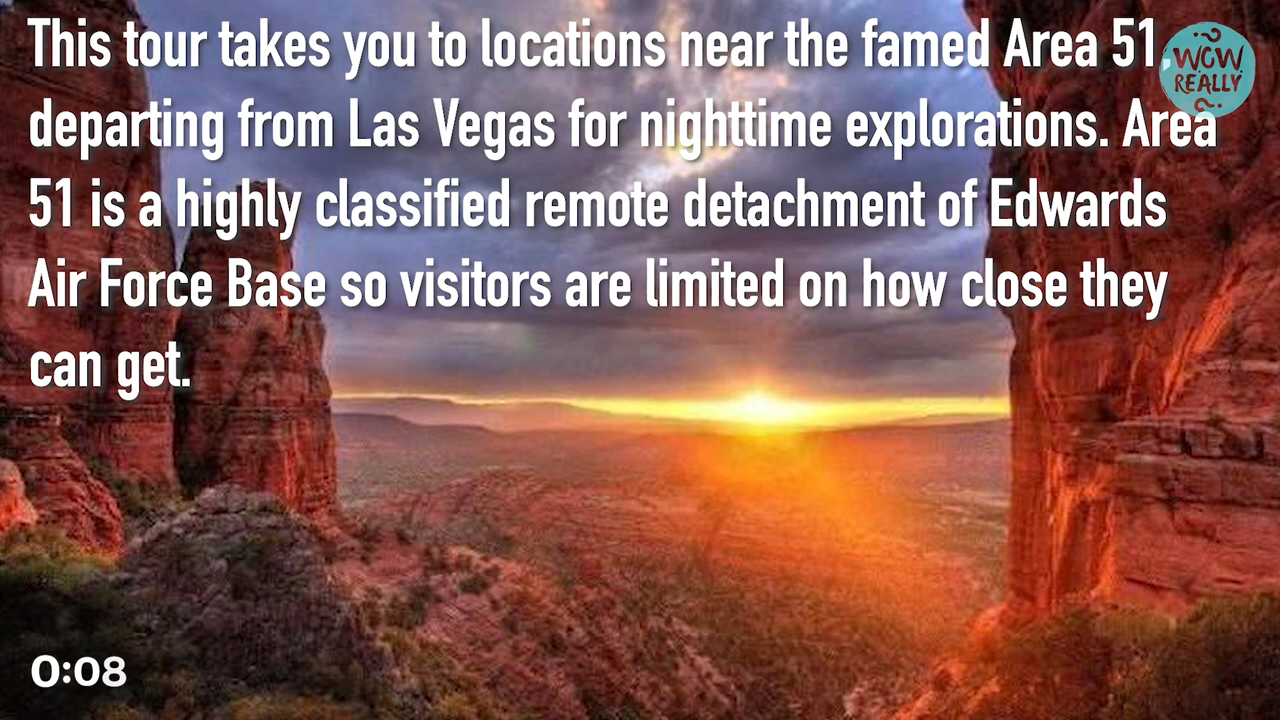 This tour takes you to locations near the famed Area 51
departing from Las Vegas for nighttime explorations. Area
51 is a highly classified remote detachment of Edwards
Air Force Base so visitors are limited on how close they
can get.
WOW
REALLY
0:08